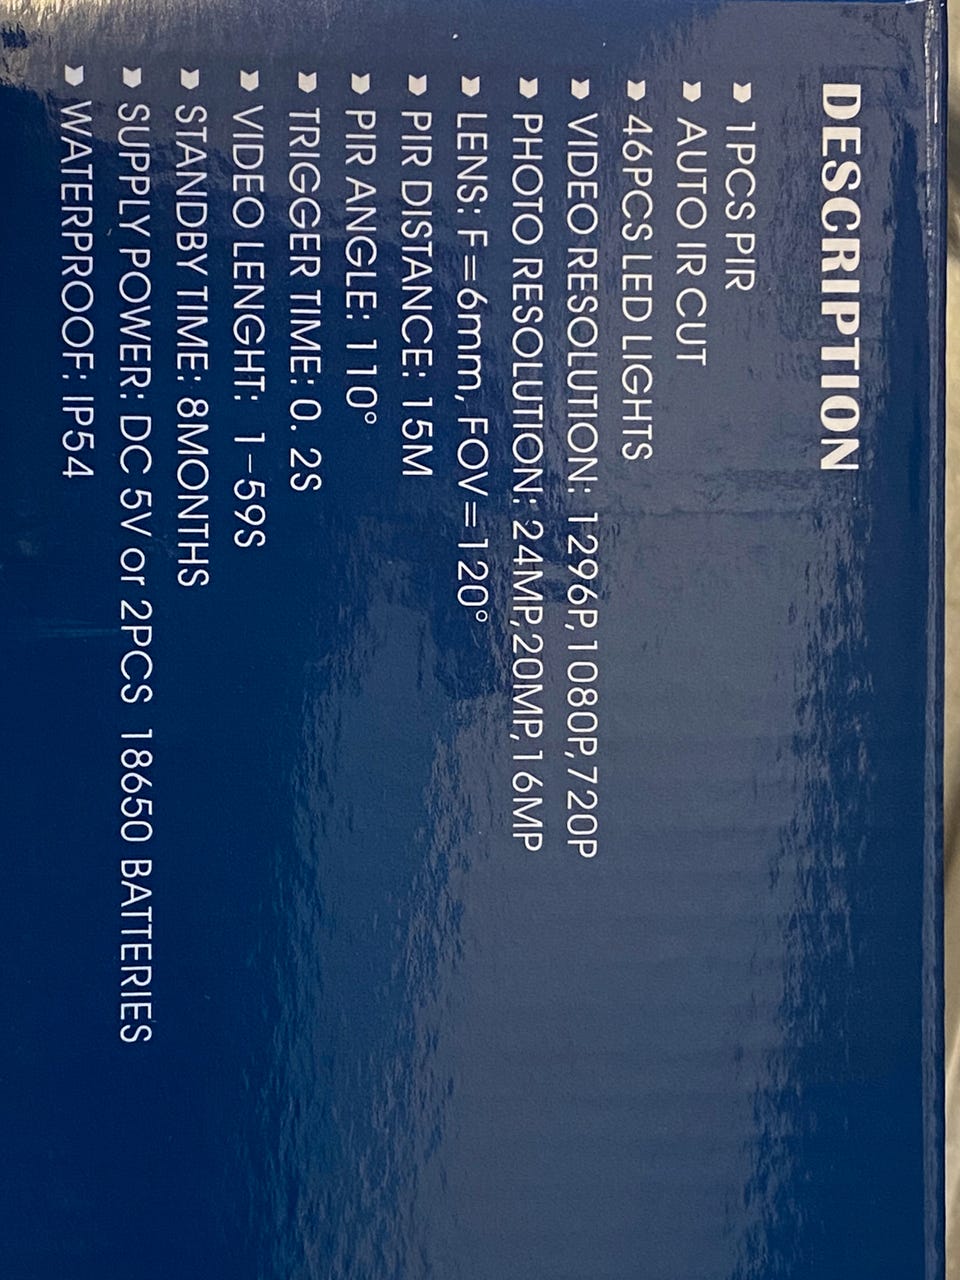 DESCRIPTION
1PCS PIR
AUTO IR CUT
46PCS LED LIGHTS
VIDEO RESOLUTION: 1296P,1080P,720P
PHOTO RESOLUTION: 24MP,20MP,16MP
LENS: F=6mm, FOV=120°
PIR DISTANCE: 15M
PIR ANGLE: 110°
TRIGGER TIME: 0. 2S
VIDEO LENGHT: 1-59S
STANDBY TIME: 8MONTHS
SUPPLY POWER: DC 5V or 2PCS 18650 BATTERIES
WATERPROOF: IP54